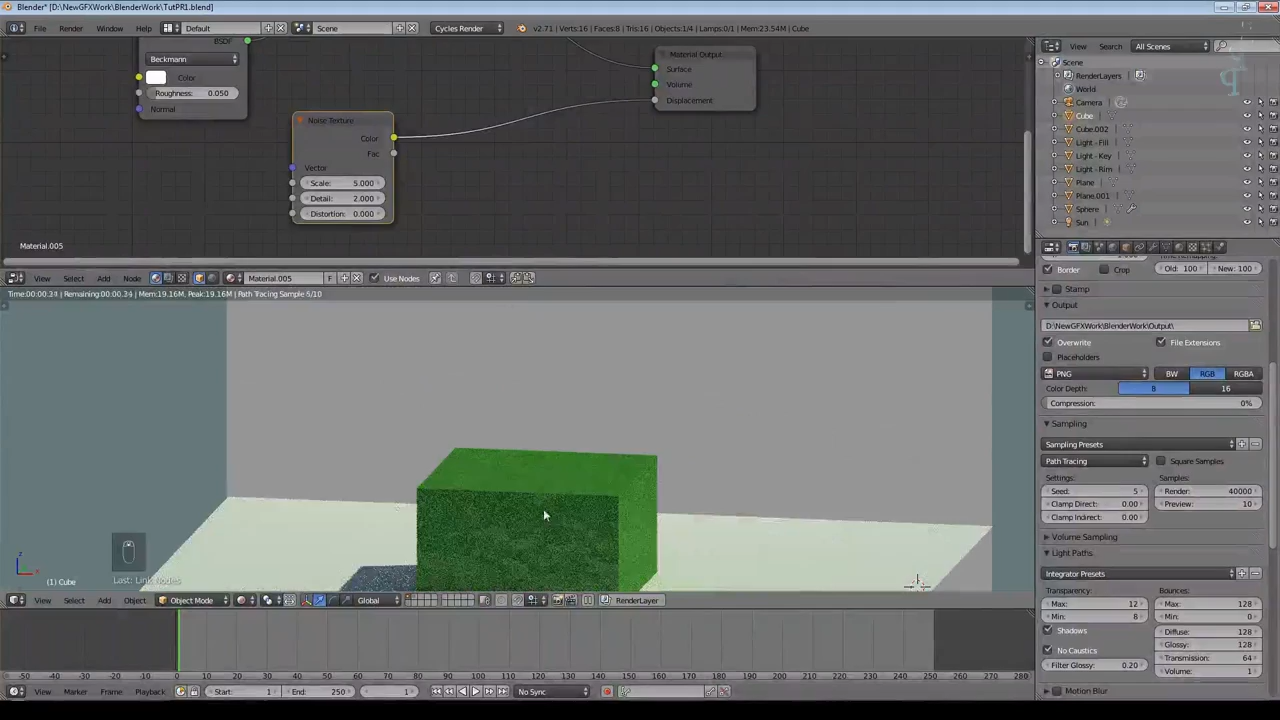 Blender* [D:\NewGFXWork\BlenderWork\TutPR1.blend]
File Render Window Help Default Scene Cycles Render v2.71 | Verts:16 | Faces:8 | Tris:16 | Objects:1/4 | Lamps:0/1 | Mem:23.54M | Cube
View Search All Scenes
BSDF
Beckmann
Color
Roughness: 0.050
Normal
Noise Texture
Color
Fac
Vector
Scale: 5.000
Detail: 2.000
Distortion: 0.000
Material Output
Surface
Volume
Displacement
Material.005
View Select Add Node Material.005 F Use Nodes
Time:00:00.31 | Remaining:00:00.34 | Mem:19.16M, Peak:19.16M | Path Tracing Sample 5/10
Last: Link Nodes
(1) Cube
View Select Add Object Object Mode Global RenderLayer
-50 -40 -30 -20 -10 0 10 20 30 40 50 60 70 80 90 100 110 120 130 140 150 160 170 180 190 200 210 220 230 240 250 260 270 280
View Marker Frame Playback Start: 1 End: 250 1 No Sync
Scene
RenderLayers
World
Camera
Cube
Cube.002
Light - Fill
Light - Key
Light - Rim
Plane
Plane.001
Sphere
Sun
Border Crop Old: 100 New: 100
Stamp
Output
D:\NewGFXWork\BlenderWork\Output\
Overwrite File Extensions
Placeholders
PNG BW RGB RGBA
Color Depth: 8 16
Compression: 0%
Sampling
Sampling Presets
Path Tracing Square Samples
Settings: Samples:
Seed: 5 Render: 40000
Clamp Direct: 0.00 Preview: 10
Clamp Indirect: 0.00
Volume Sampling
Light Paths
Integrator Presets
Transparency: Bounces:
Max: 12 Max: 128
Min: 8 Min: 0
Shadows Diffuse: 128
Glossy: 128
No Caustics Transmission: 64
Filter Glossy: 0.20 Volume: 1
Motion Blur